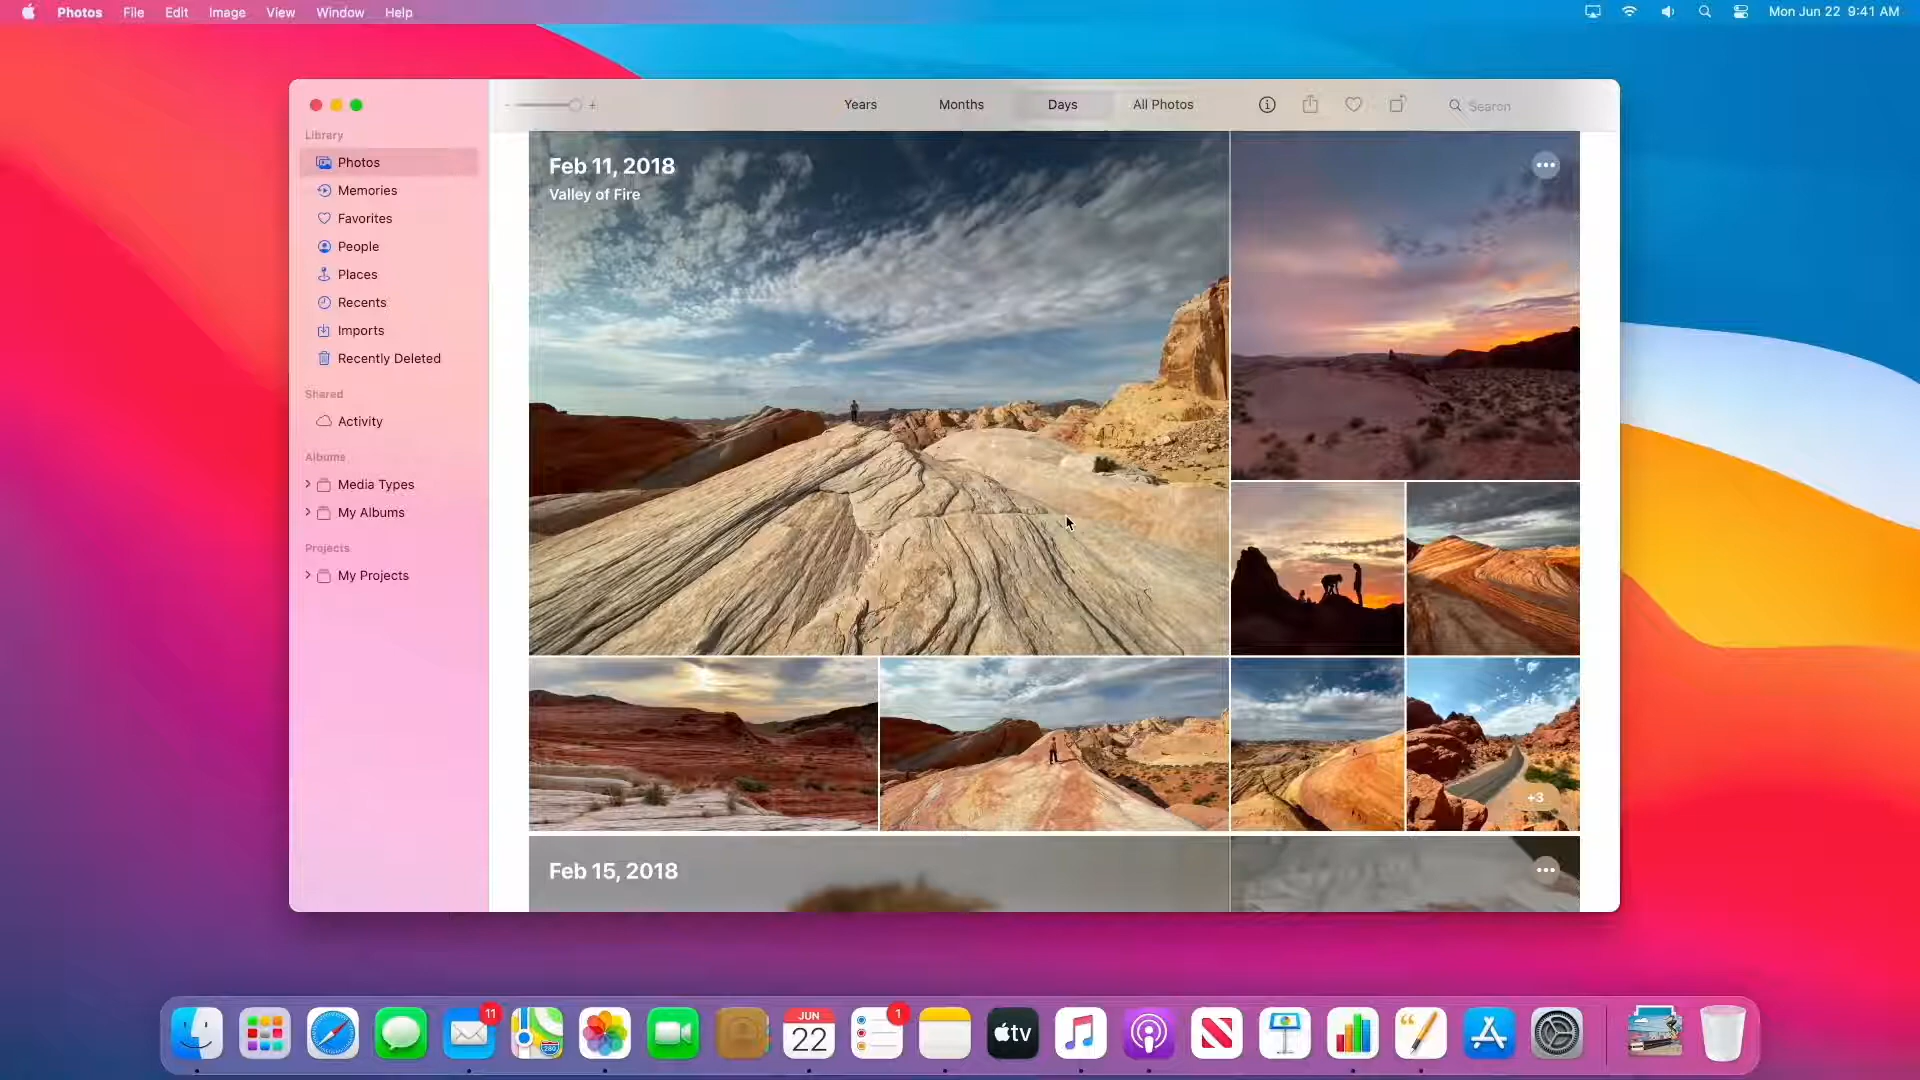 Photos File Edit Image View Window Help
Mon Jun 22 9:41 AM
Years Months Days All Photos
Search
Library
Photos
Memories
Favorites
People
Places
Recents
Imports
Recently Deleted
Shared
Activity
Albums
Media Types
My Albums
Projects
My Projects
Feb 11, 2018
Valley of Fire
+3
Feb 15, 2018
11
JUN
22
1
tv
280